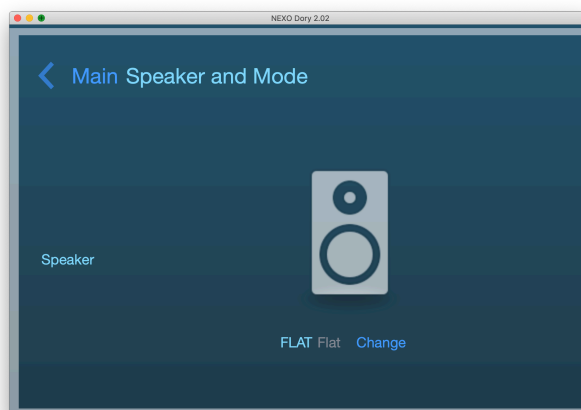 NEXO Dory 2.02
Main Speaker and Mode
Speaker
FLAT Flat Change